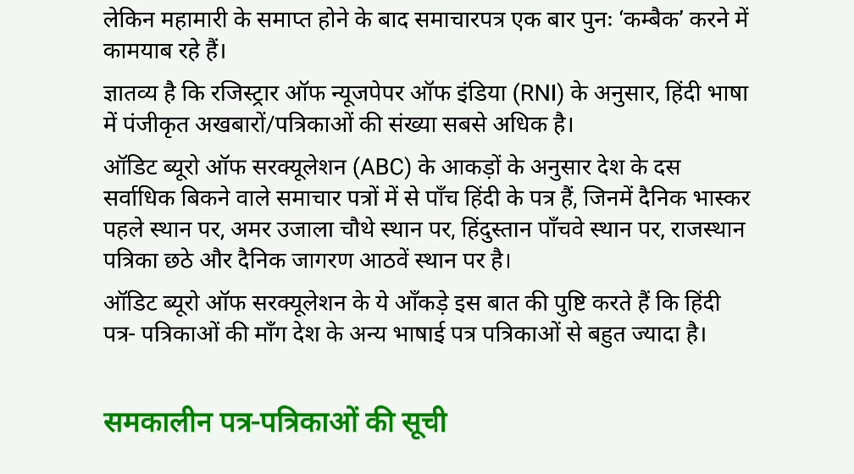 लेकिन महामारी के समाप्त होने के बाद समाचारपत्र एक बार पुनः ‘कम्बैक’ करने में
कामयाब रहे हैं।
ज्ञातव्य है कि रजिस्ट्रार ऑफ न्यूजपेपर ऑफ इंडिया (RNI) के अनुसार, हिंदी भाषा
में पंजीकृत अखबारों/पत्रिकाओं की संख्या सबसे अधिक है।
ऑडिट ब्यूरो ऑफ सरक्यूलेशन (ABC) के आकड़ों के अनुसार देश के दस
सर्वाधिक बिकने वाले समाचार पत्रों में से पाँच हिंदी के पत्र हैं, जिनमें दैनिक भास्कर
पहले स्थान पर, अमर उजाला चौथे स्थान पर, हिंदुस्तान पाँचवे स्थान पर, राजस्थान
पत्रिका छठे और दैनिक जागरण आठवें स्थान पर है।
ऑडिट ब्यूरो ऑफ सरक्यूलेशन के ये आँकड़े इस बात की पुष्टि करते हैं कि हिंदी
पत्र- पत्रिकाओं की माँग देश के अन्य भाषाई पत्र पत्रिकाओं से बहुत ज्यादा है।
समकालीन पत्र-पत्रिकाओं की सूची